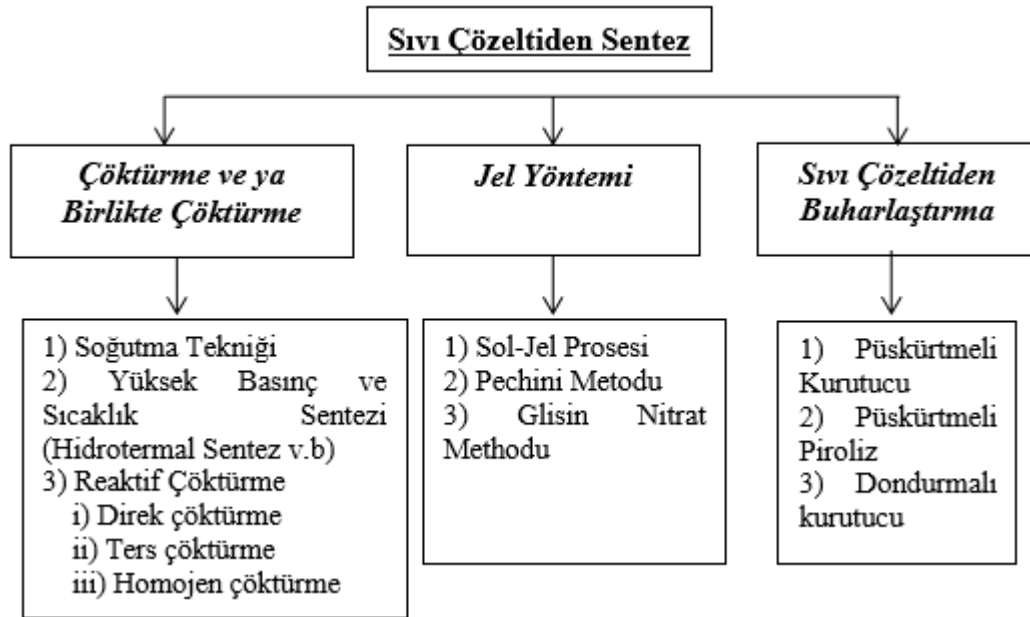 Sıvı Çözeltiden Sentez
Çöktürme ve ya
Birlikte Çöktürme
Jel Yöntemi
Sıvı Çözeltiden
Buharlaştırma
1) Soğutma Tekniği
2) Yüksek Basınç ve
Sıcaklık Sentezi
(Hidrotermal Sentez v.b)
3) Reaktif Çöktürme
i) Direk çöktürme
ii) Ters çöktürme
iii) Homojen çöktürme
1) Sol-Jel Prosesi
2) Pechini Metodu
3) Glisin Nitrat
Methodu
1) Püskürtmeli
Kurutucu
2) Püskürtmeli
Piroliz
3) Dondurmalı
kurutucu